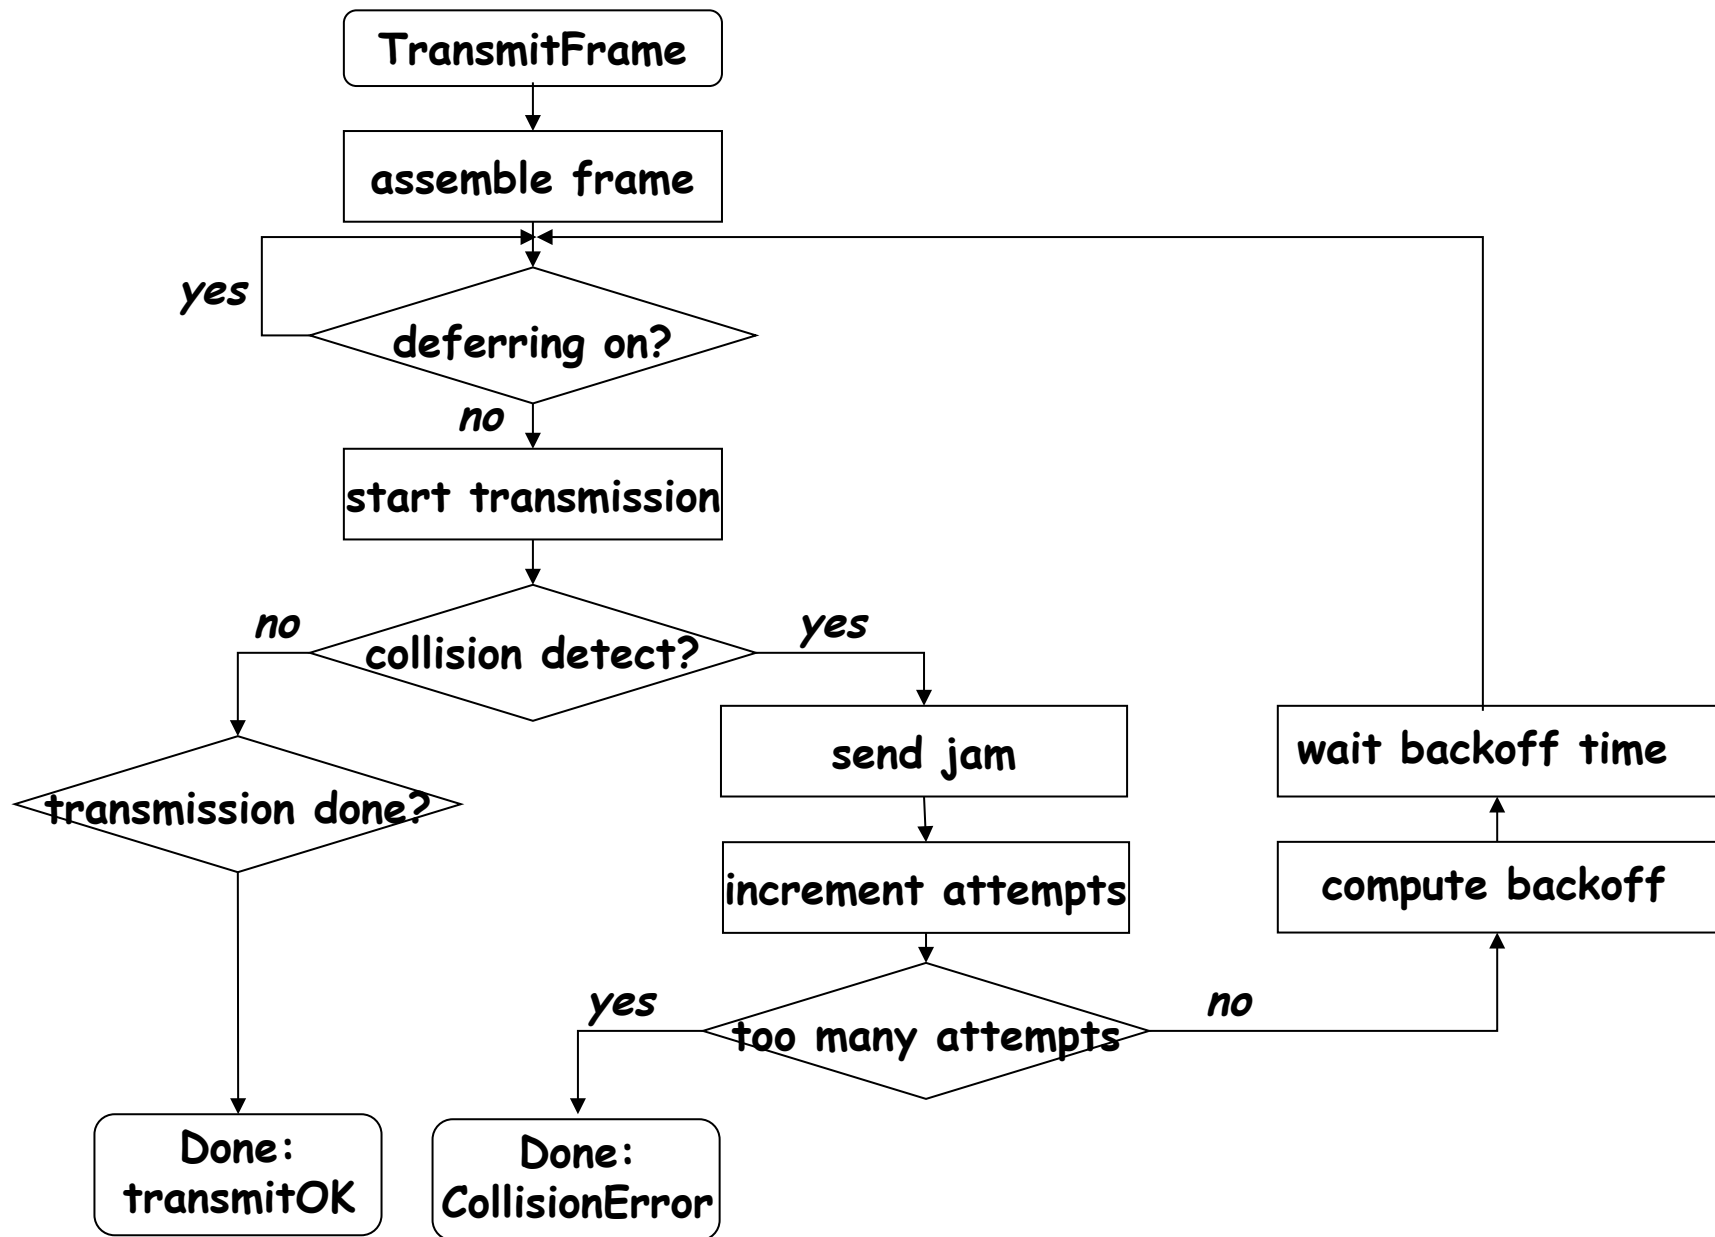 TransmitFrame
assemble frame
yes
deferring on?
no
start transmission
no
yes
collision detect?
send jam
wait backoff time
transmission done?
increment attempts
compute backoff
yes
no
too many attempts
Done:
transmitOK
Done:
CollisionError